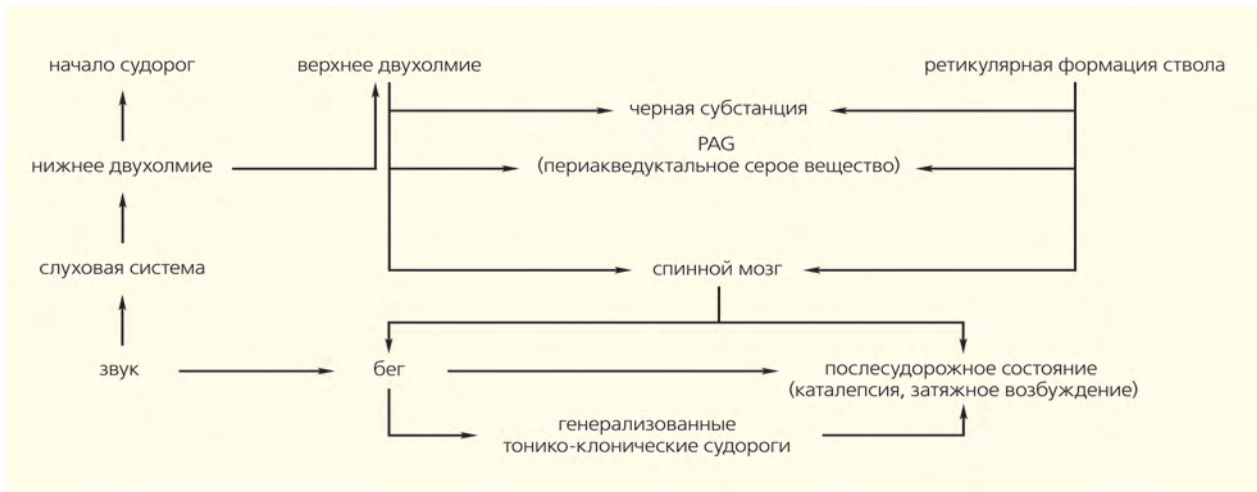 начало судорог
верхнее двухолмие
ретикулярная формация ствола
черная субстанция
PAG
(периакведуктальное серое вещество)
нижнее двухолмие
слуховая система
спинной мозг
звук
бег
послесудорожное состояние
(каталепсия, затяжное возбуждение)
генерализованные
тонико-клонические судороги